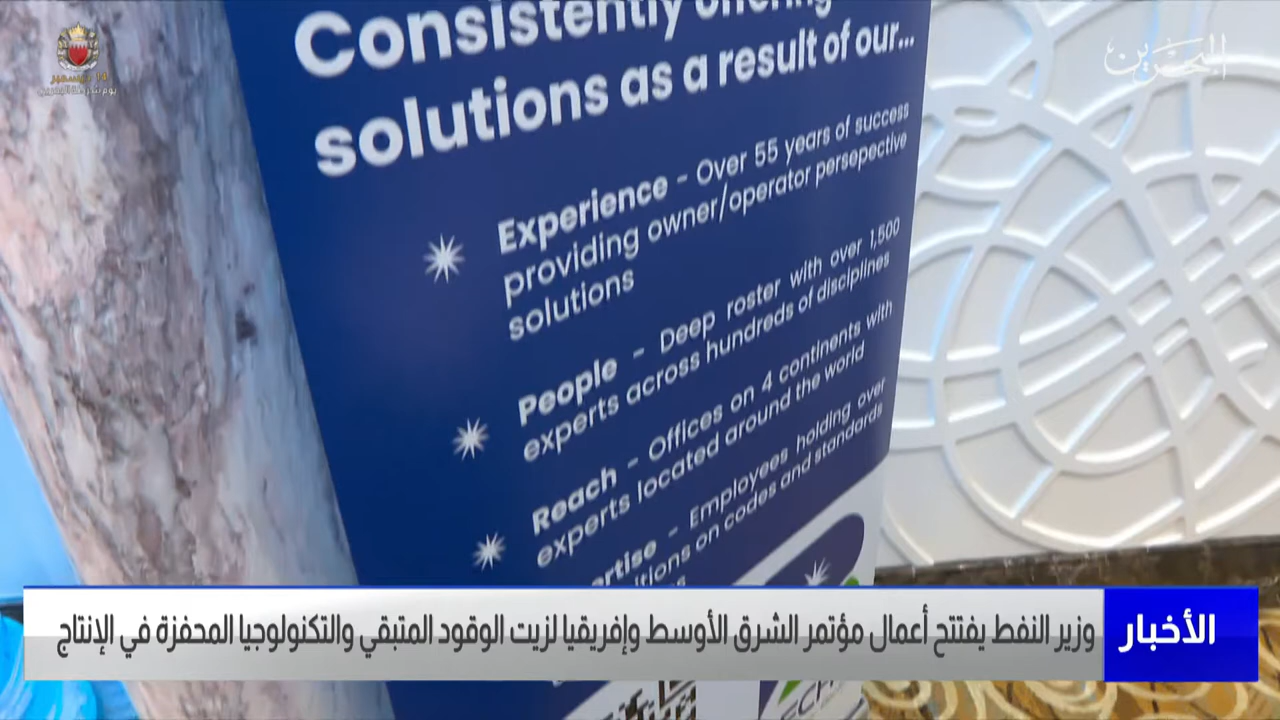 14 ديسمبر
البحرين
Consistently offering
solutions as a result of our...
Experience - Over 55 years of success
providing owner/operator persepective
solutions
People - Deep roster with over 1,500
experts across hundreds of disciplines
Reach - Offices on 4 continents with
experts located around the world
- Employees holding over
on codes and standards
الأخبار
وزير النفط يفتتح أعمال مؤتمر الشرق الأوسط وإفريقيا لزيت الوقود المتبقي والتكنولوجيا المحفزة في الإنتاج